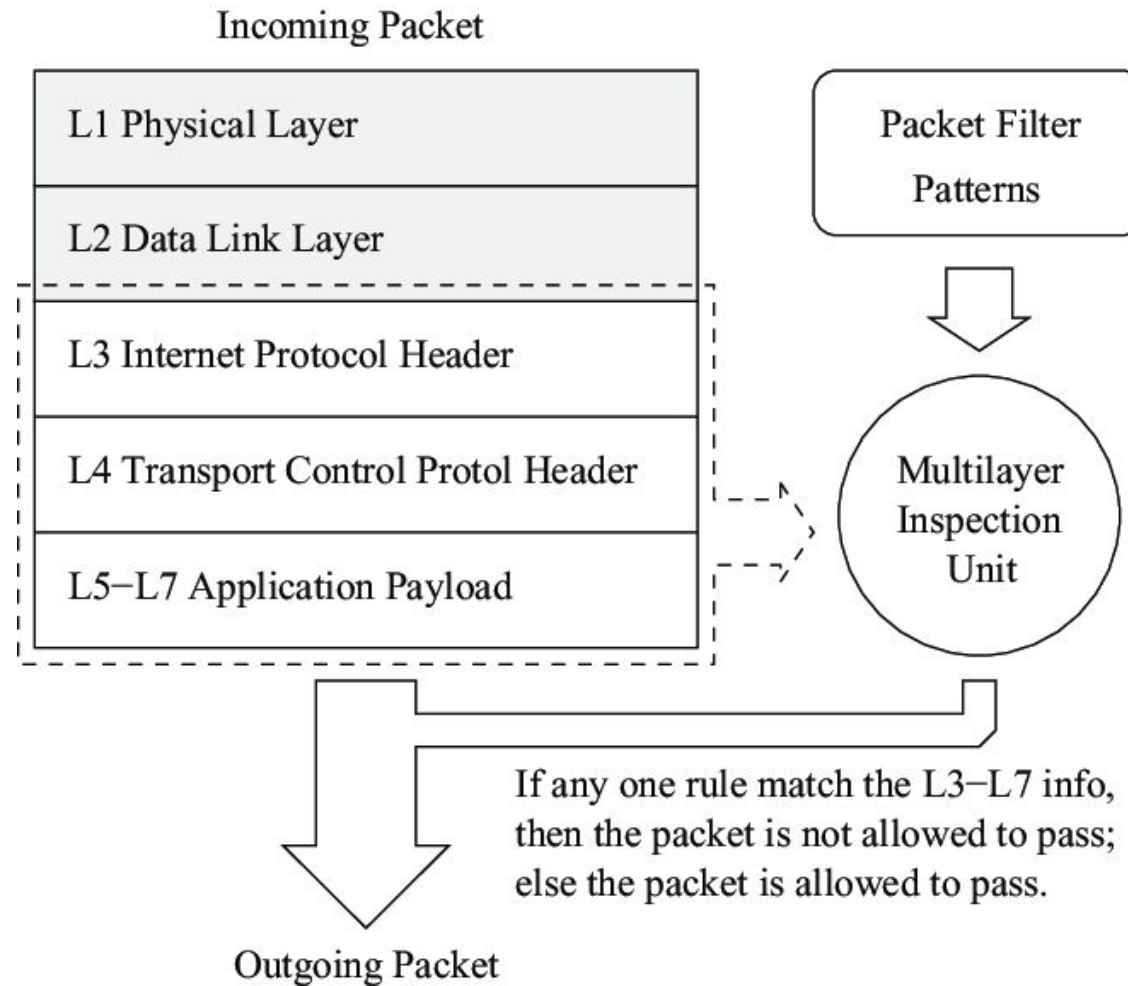 Incoming Packet
L1 Physical Layer
L2 Data Link Layer
L3 Internet Protocol Header
L4 Transport Control Protol Header
L5−L7 Application Payload
Packet Filter
Patterns
Multilayer
Inspection
Unit
If any one rule match the L3−L7 info,
then the packet is not allowed to pass;
else the packet is allowed to pass.
Outgoing Packet